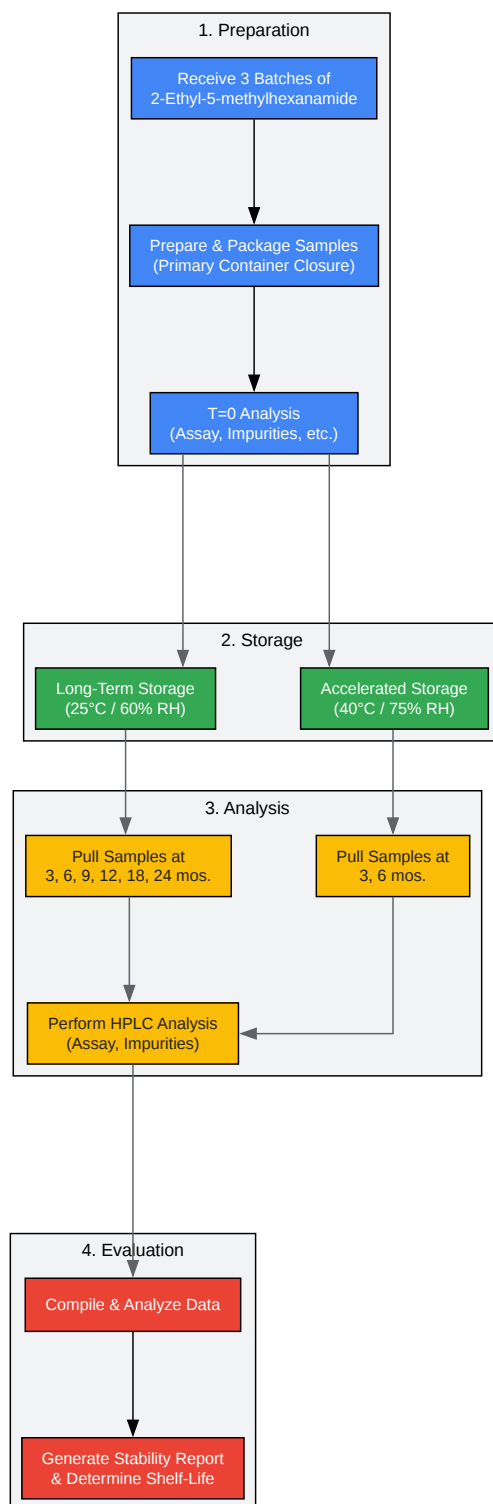 1. Preparation
Receive 3 Batches of
2-Ethyl-5-methylhexanamide
Prepare & Package Samples
(Primary Container Closure)
T=0 Analysis
(Assay, Impurities, etc.)
2. Storage
Long-Term Storage
(25°C / 60% RH)
Accelerated Storage
(40°C / 75% RH)
3. Analysis
Pull Samples at
3, 6, 9, 12, 18, 24 mos.
Pull Samples at
3, 6 mos.
Perform HPLC Analysis
(Assay, Impurities)
4. Evaluation
Compile & Analyze Data
Generate Stability Report
& Determine Shelf-Life